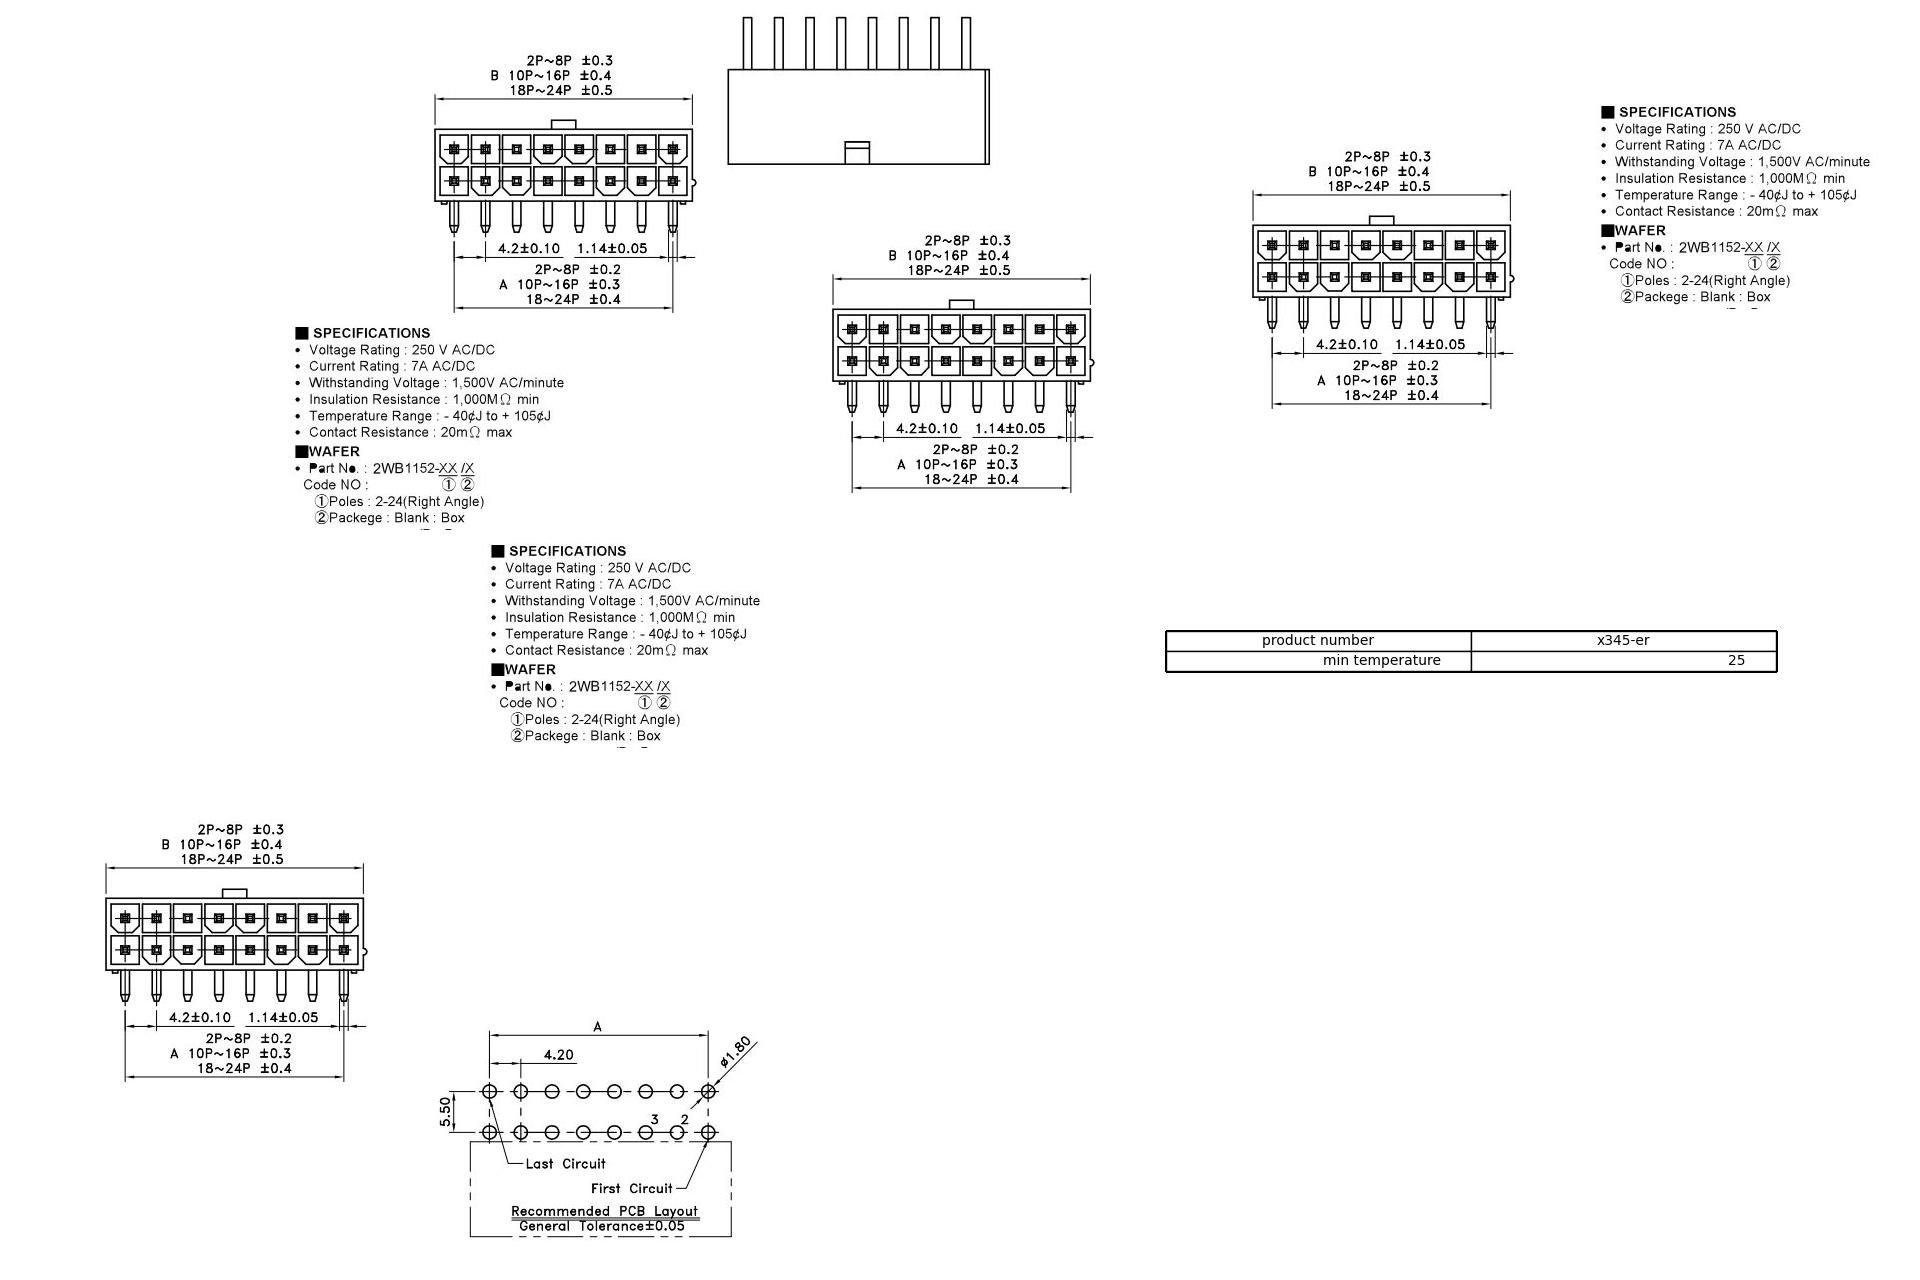 2P~8P ±0.3
B 10P~16P ±0.4
18P~24P ±0.5
4.2±0.10 1.14±0.05
2P~8P ±0.2
A 10P~16P ±0.3
18~24P ±0.4
■ SPECIFICATIONS
• Voltage Rating : 250 V AC/DC
• Current Rating : 7A AC/DC
• Withstanding Voltage : 1,500V AC/minute
• Insulation Resistance : 1,000MΩ min
• Temperature Range : - 40¢J to + 105¢J
• Contact Resistance : 20mΩ max
■WAFER
• Part No. : 2WB1152-XX /X
Code NO : ① ②
①Poles : 2-24(Right Angle)
②Packege : Blank : Box
2P~8P ±0.3
B 10P~16P ±0.4
18P~24P ±0.5
4.2±0.10 1.14±0.05
2P~8P ±0.2
A 10P~16P ±0.3
18~24P ±0.4
2P~8P ±0.3
B 10P~16P ±0.4
18P~24P ±0.5
4.2±0.10 1.14±0.05
2P~8P ±0.2
A 10P~16P ±0.3
18~24P ±0.4
■ SPECIFICATIONS
• Voltage Rating : 250 V AC/DC
• Current Rating : 7A AC/DC
• Withstanding Voltage : 1,500V AC/minute
• Insulation Resistance : 1,000MΩ min
• Temperature Range : - 40¢J to + 105¢J
• Contact Resistance : 20mΩ max
■WAFER
• Part No. : 2WB1152-XX /X
Code NO : ① ②
①Poles : 2-24(Right Angle)
②Packege : Blank : Box
■ SPECIFICATIONS
• Voltage Rating : 250 V AC/DC
• Current Rating : 7A AC/DC
• Withstanding Voltage : 1,500V AC/minute
• Insulation Resistance : 1,000MΩ min
• Temperature Range : - 40¢J to + 105¢J
• Contact Resistance : 20mΩ max
■WAFER
• Part No. : 2WB1152-XX /X
Code NO : ① ②
①Poles : 2-24(Right Angle)
②Packege : Blank : Box
product number x345-er
min temperature 25
2P~8P ±0.3
B 10P~16P ±0.4
18P~24P ±0.5
4.2±0.10 1.14±0.05
2P~8P ±0.2
A 10P~16P ±0.3
18~24P ±0.4
A
4.20
ø1.80
5.50
3 2
Last Circuit
First Circuit
Recommended PCB Layout
General Tolerance±0.05